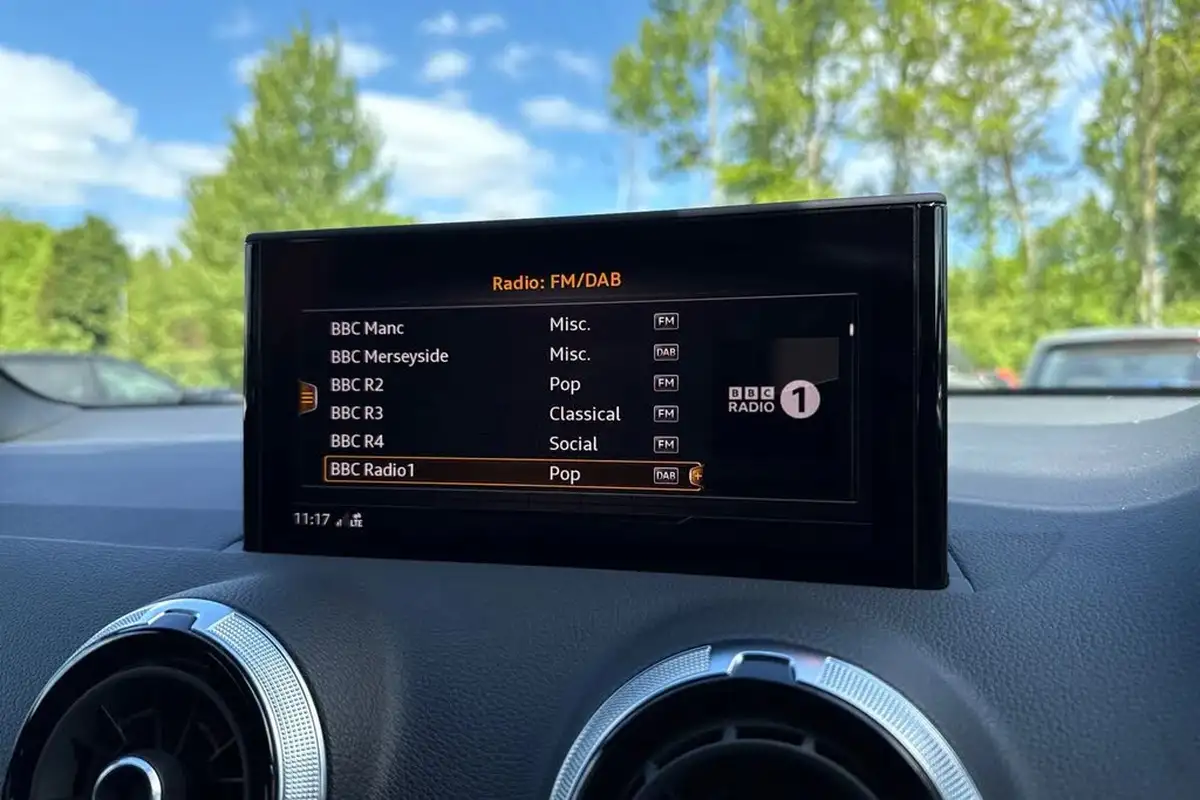 Radio: FM/DAB
BBC Manc Misc. FM
BBC Merseyside Misc. DAB
BBC R2 Pop FM
BBC R3 Classical FM
BBC R4 Social FM
BBC Radio1 Pop DAB
BBC
RADIO 1
11:17 LTE